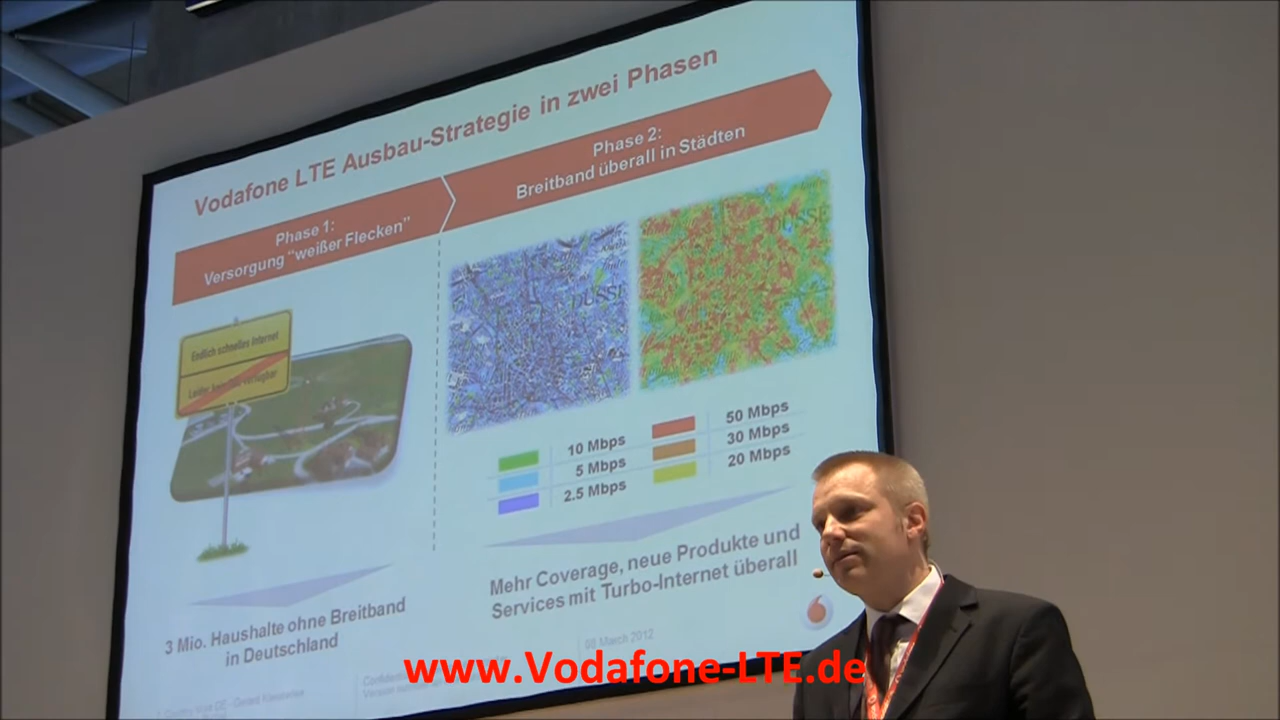 Vodafone LTE Ausbau-Strategie in zwei Phasen
Phase 1:
Versorgung "weißer Flecken"
Phase 2:
Breitband überall in Städten
Endlich schnelles Internet
Leider
DÜSSE
DÜSSE
10 Mbps
5 Mbps
2.5 Mbps
50 Mbps
30 Mbps
20 Mbps
3 Mio. Haushalte ohne Breitband
in Deutschland
Mehr Coverage, neue Produkte und
Services mit Turbo-Internet überall
March 2012
www.Vodafone-LTE.de